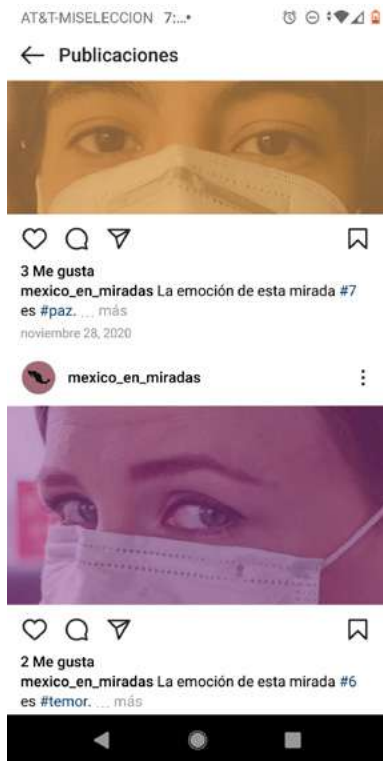 AT&T-MISELECCION 7:...•
Publicaciones
3 Me gusta
mexico_en_miradas La emoción de esta mirada #7
es #paz. ... más
noviembre 28, 2020
mexico_en_miradas
2 Me gusta
mexico_en_miradas La emoción de esta mirada #6
es #temor. ... más